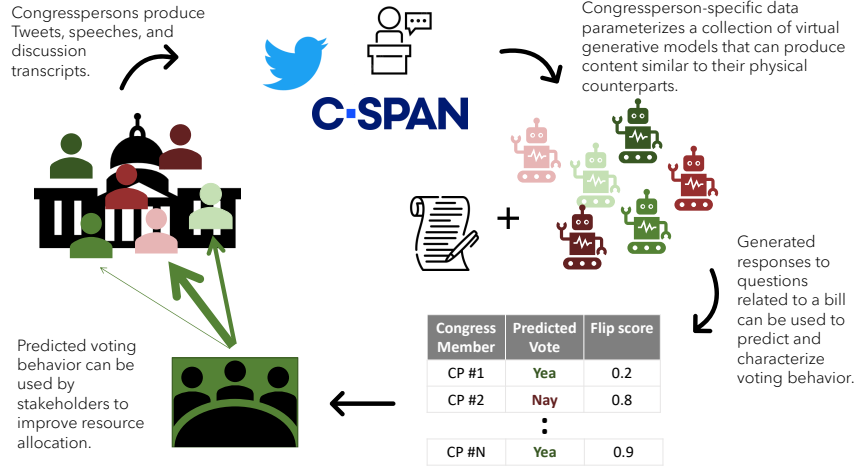 Congresspersons produce
Tweets, speeches, and
discussion
transcripts.
C-SPAN
Congressperson-specific data
parameterizes a collection of virtual
generative models that can produce
content similar to their physical
counterparts.
+
Generated
responses to
questions
related to a bill
can be used to
predict and
characterize
voting behavior.
Congress Member Predicted Vote Flip score
CP #1 Yea 0.2
CP #2 Nay 0.8
:
CP #N Yea 0.9
Predicted voting
behavior can be
used by
stakeholders to
improve resource
allocation.